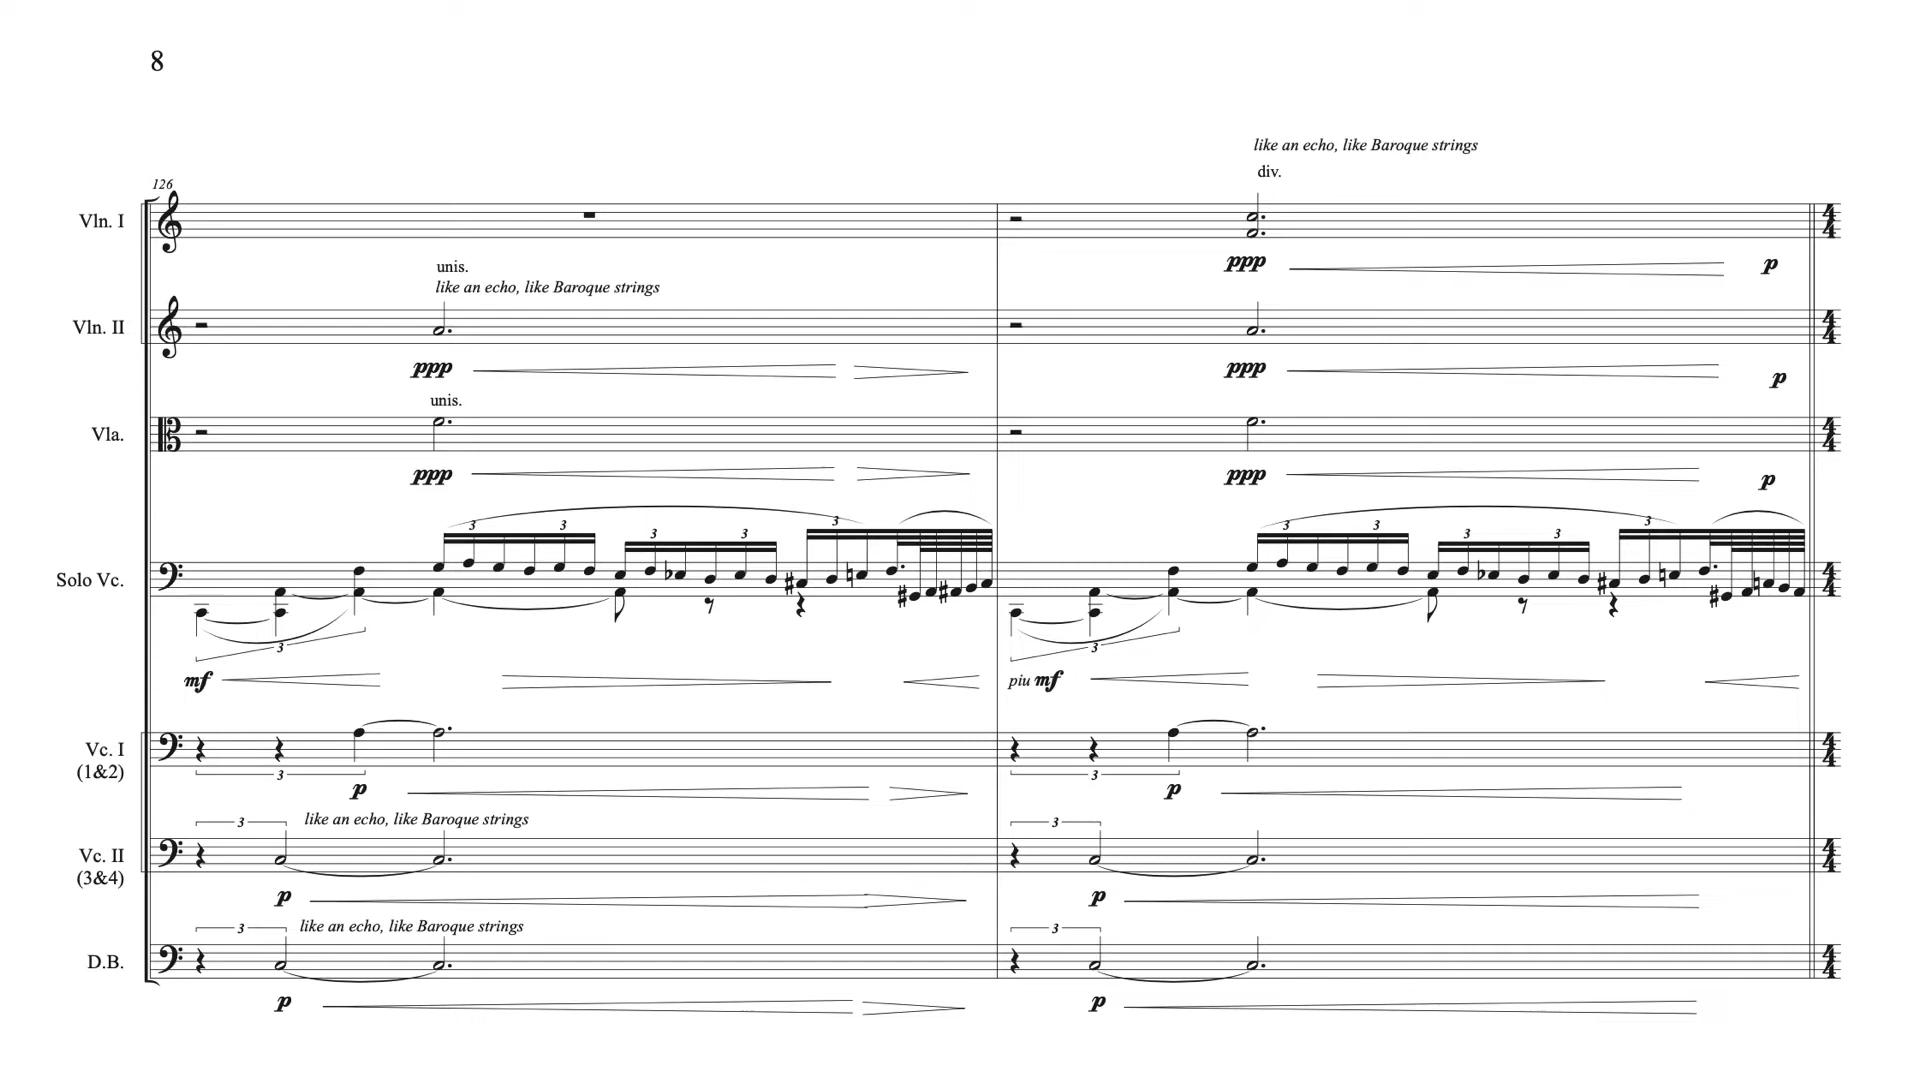 8
like an echo, like Baroque strings
div.
126
Vln. I
ppp
p
unis.
like an echo, like Baroque strings
Vln. II
ppp
ppp
p
unis.
Vla.
ppp
ppp
p
3 3 3 3 3 3 3 3 3 3
Solo Vc.
3 3
mf
piu mf
Vc. I
(1&2)
3 3
p p
3 like an echo, like Baroque strings 3
Vc. II
(3&4)
p p
3 like an echo, like Baroque strings 3
D.B.
p p
4
4